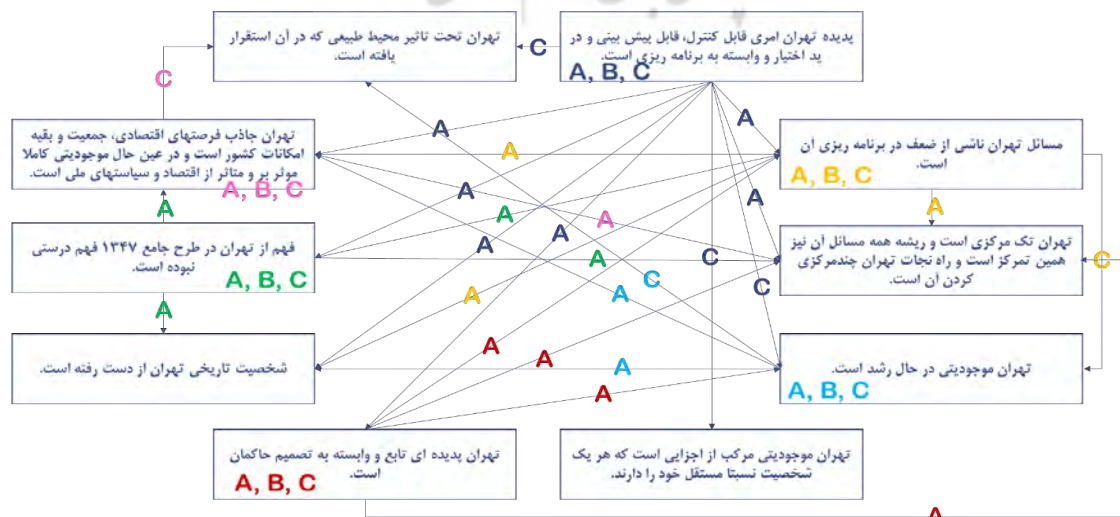 پدیده تهران امری قابل کنترل، قابل پیش بینی و در
ید اختیار و وابسته به برنامه ریزی است.
A, B, C
C
تهران تحت تاثیر محیط طبیعی که در آن استقرار
یافته است.
C
تهران جاذب فرصتهای اقتصادی، جمعیت و بقیه
امکانات کشور است و در عین حال موجودیتی کاملا
موثر بر و متاثر از اقتصاد و سیاستهای ملی است.
A, B, C
مسائل تهران ناشی از ضعف در برنامه ریزی آن
است.
A, B, C
A
A
A
A
A
A
A
A
A
A
فهم از تهران در طرح جامع ۱۳۴۷ فهم درستی
نبوده است.
A, B, C
تهران تک مرکزی است و ریشه همه مسائل آن نیز
همین تمرکز است و راه نجات تهران چندمرکزی
کردن آن است.
A
A
A
C
C
C
C
A
A
A
شخصیت تاریخی تهران از دست رفته است.
تهران موجودیتی در حال رشد است.
A, B, C
A
A
A
A
تهران پدیده ای تابع و وابسته به تصمیم حاکمان
است.
A, B, C
تهران موجودیتی مرکب از اجزایی است که هر یک
شخصیت نسبتا مستقل خود را دارند.
A